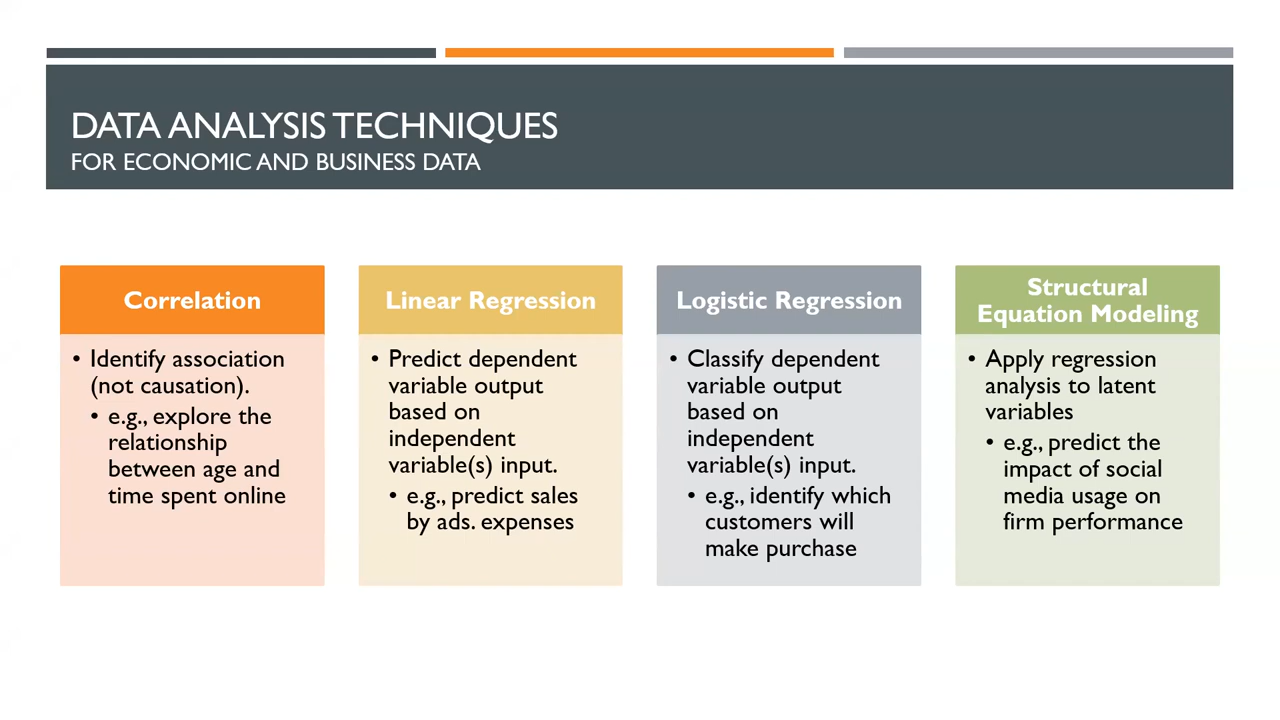 DATA ANALYSIS TECHNIQUES
FOR ECONOMIC AND BUSINESS DATA
Correlation
• Identify association
(not causation).
• e.g., explore the
relationship
between age and
time spent online
Linear Regression
• Predict dependent
variable output
based on
independent
variable(s) input.
• e.g., predict sales
by ads. expenses
Logistic Regression
• Classify dependent
variable output
based on
independent
variable(s) input.
• e.g., identify which
customers will
make purchase
Structural
Equation Modeling
• Apply regression
analysis to latent
variables
• e.g., predict the
impact of social
media usage on
firm performance